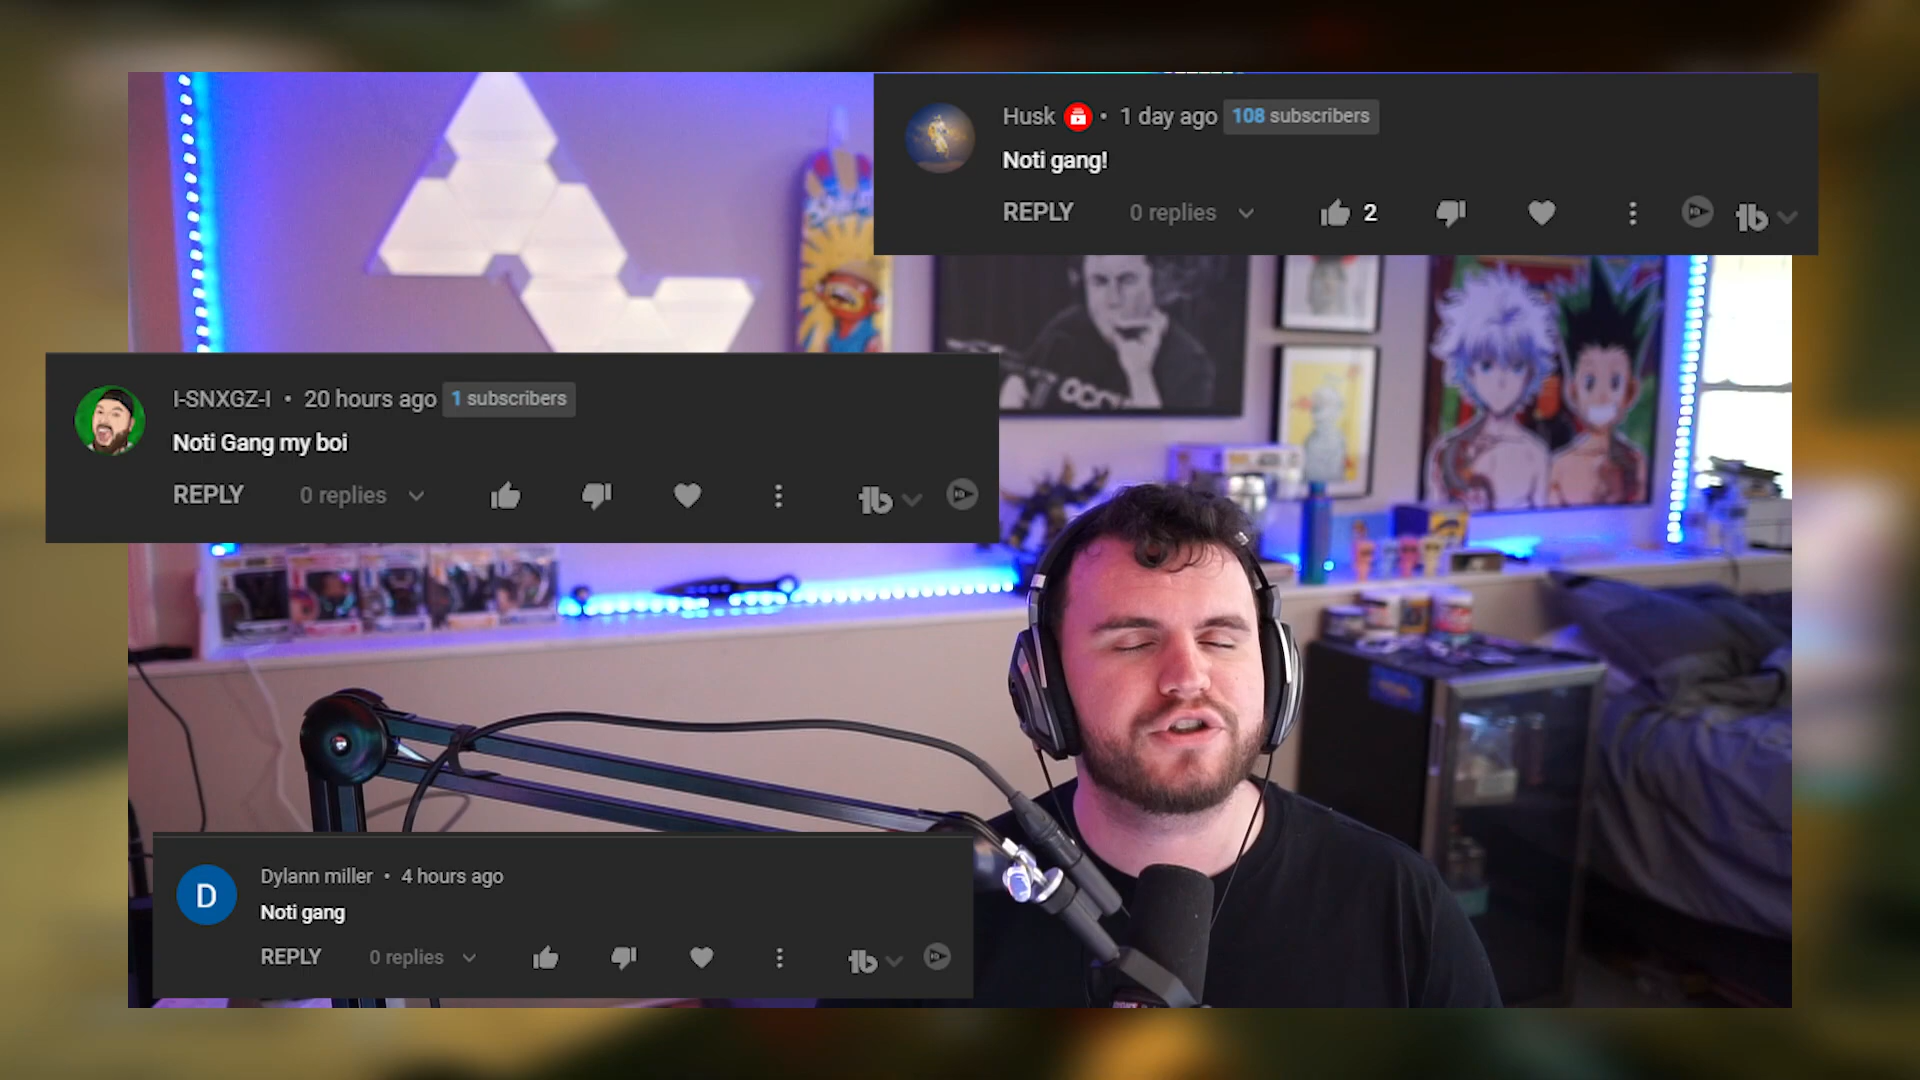 Husk • 1 day ago 108 subscribers
Noti gang!
REPLY 0 replies 2
I-SNXGZ-I • 20 hours ago 1 subscribers
Noti Gang my boi
REPLY 0 replies
D
Dylann miller • 4 hours ago
Noti gang
REPLY 0 replies